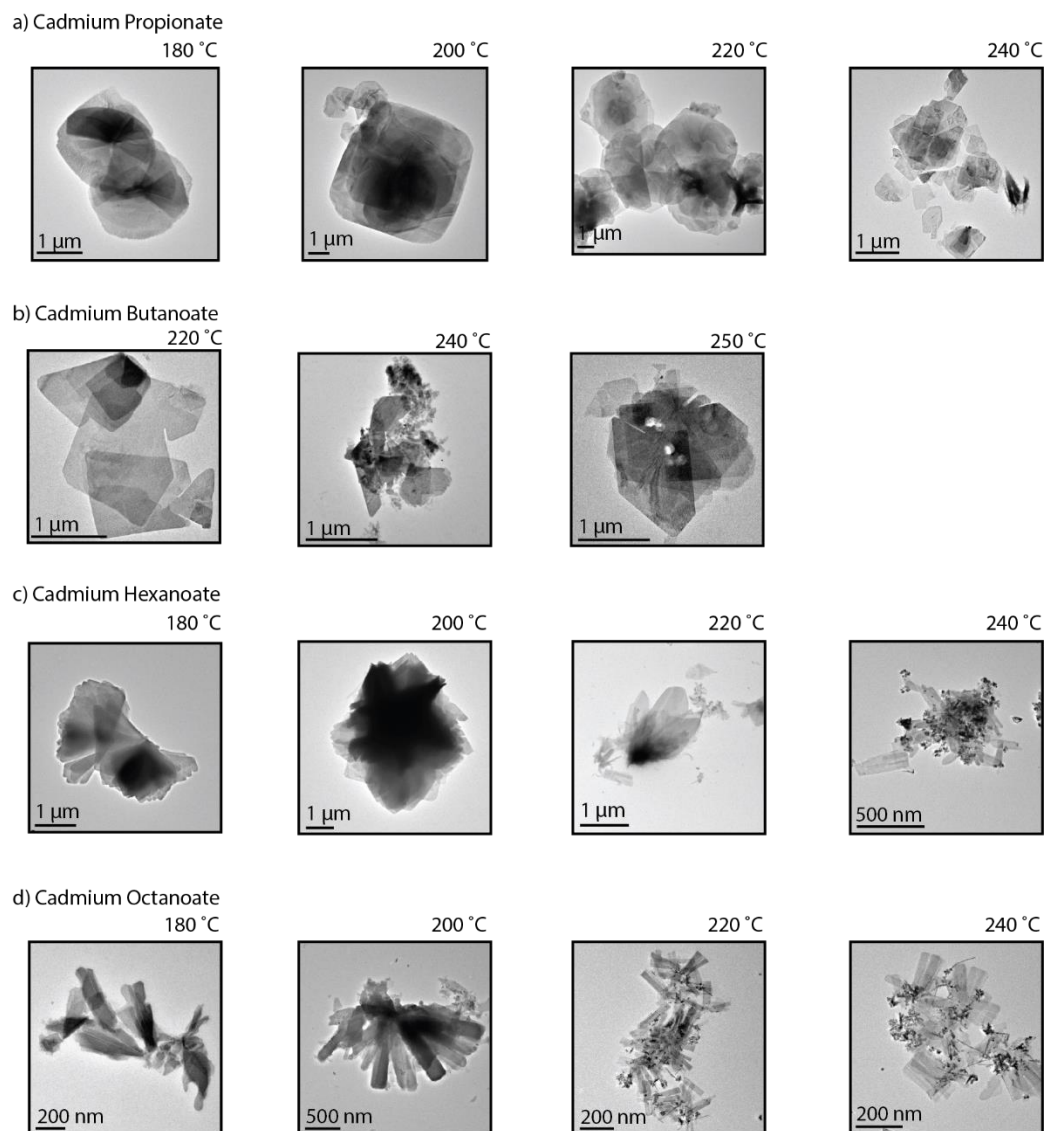 a) Cadmium Propionate
180 ˚C
200 ˚C
220 ˚C
240 ˚C
1 µm
1 µm
1 µm
1 µm
b) Cadmium Butanoate
220 ˚C
240 ˚C
250 ˚C
1 µm
1 µm
1 µm
c) Cadmium Hexanoate
180 ˚C
200 ˚C
220 ˚C
240 ˚C
1 µm
1 µm
1 µm
500 nm
d) Cadmium Octanoate
180 ˚C
200 ˚C
220 ˚C
240 ˚C
200 nm
500 nm
200 nm
200 nm